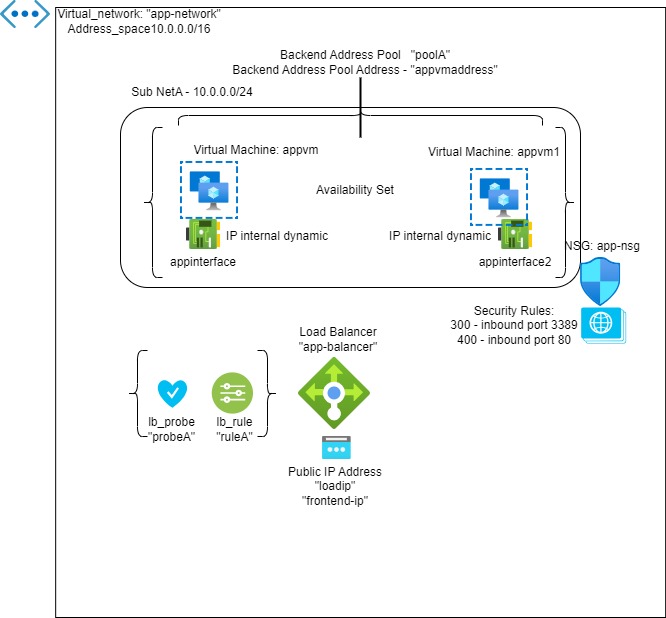 Virtual_network: "app-network"
Address_space10.0.0.0/16
Backend Address Pool "poolA"
Backend Address Pool Address - "appvmaddress"
Sub NetA - 10.0.0.0/24
Virtual Machine: appvm
Virtual Machine: appvm1
Availability Set
IP internal dynamic
IP internal dynamic
appinterface
appinterface2
NSG: app-nsg
Security Rules:
300 - inbound port 3389
400 - inbound port 80
Load Balancer
"app-balancer"
lb_probe
"probeA"
lb_rule
"ruleA"
Public IP Address
"loadip"
"frontend-ip"